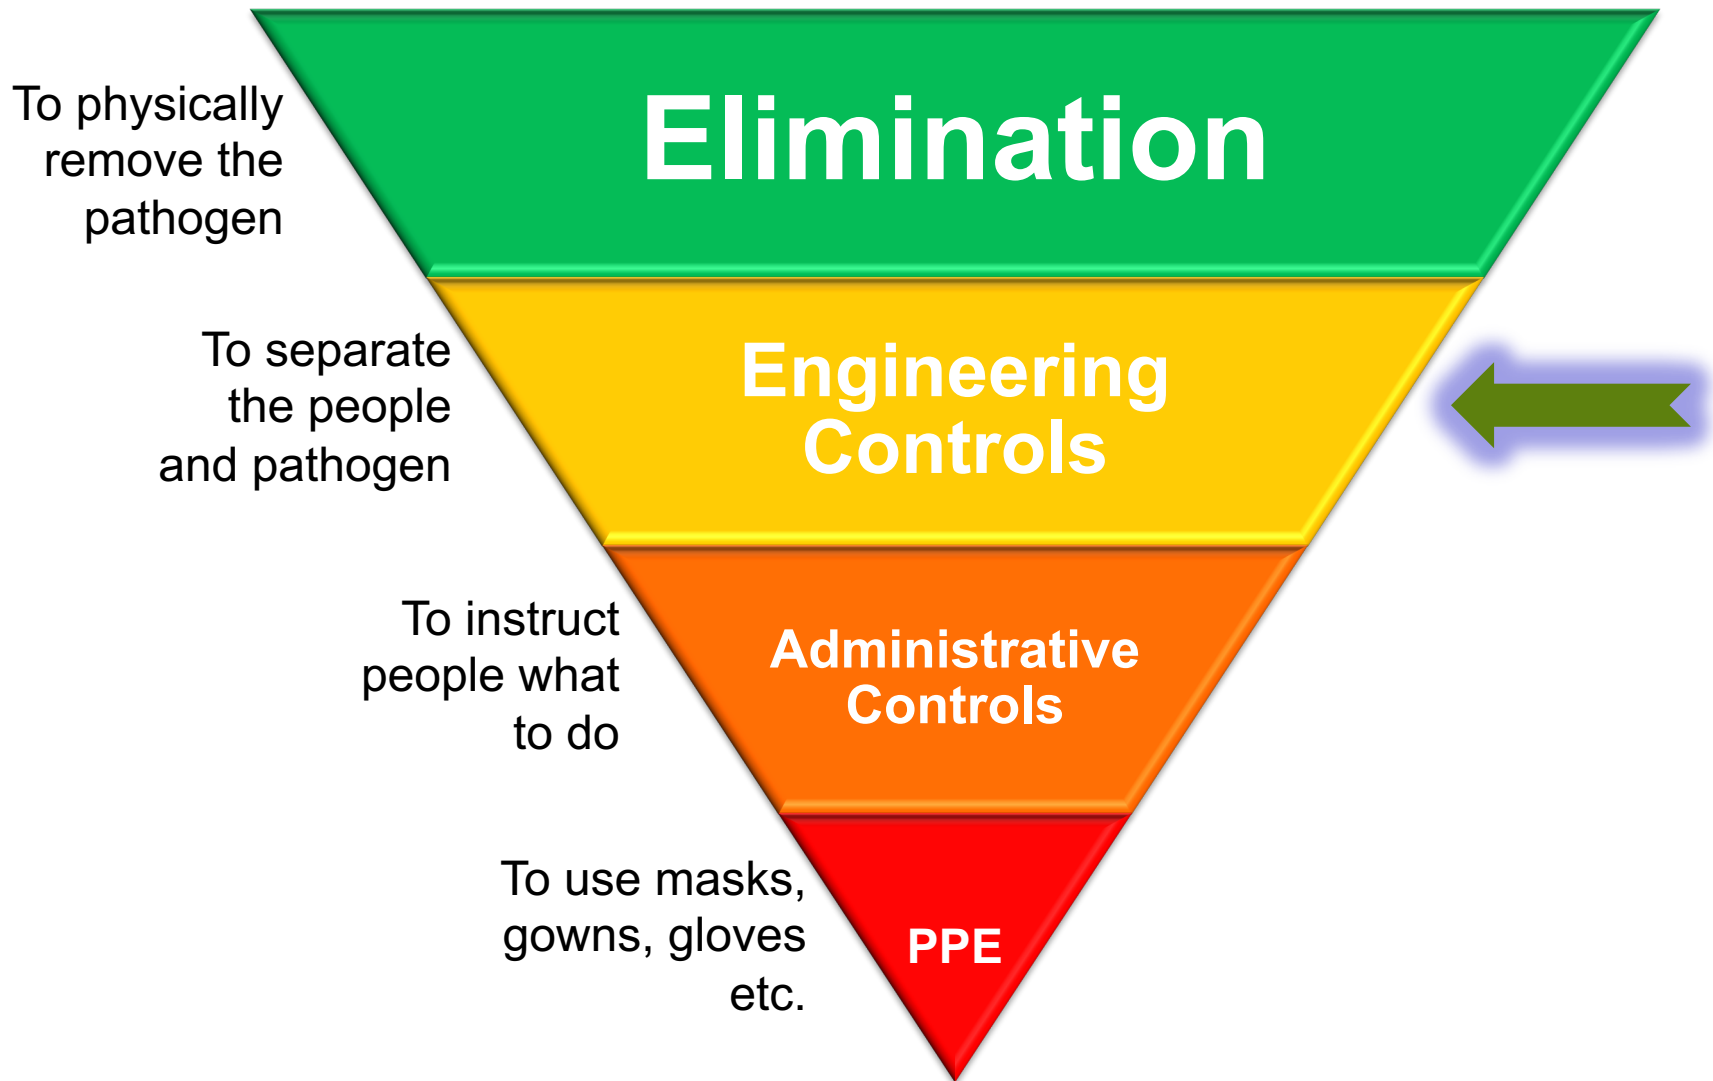 To physically
remove the
pathogen
Elimination
To separate
the people
and pathogen
Engineering
Controls
To instruct
people what
to do
Administrative
Controls
To use masks,
gowns, gloves
etc.
PPE